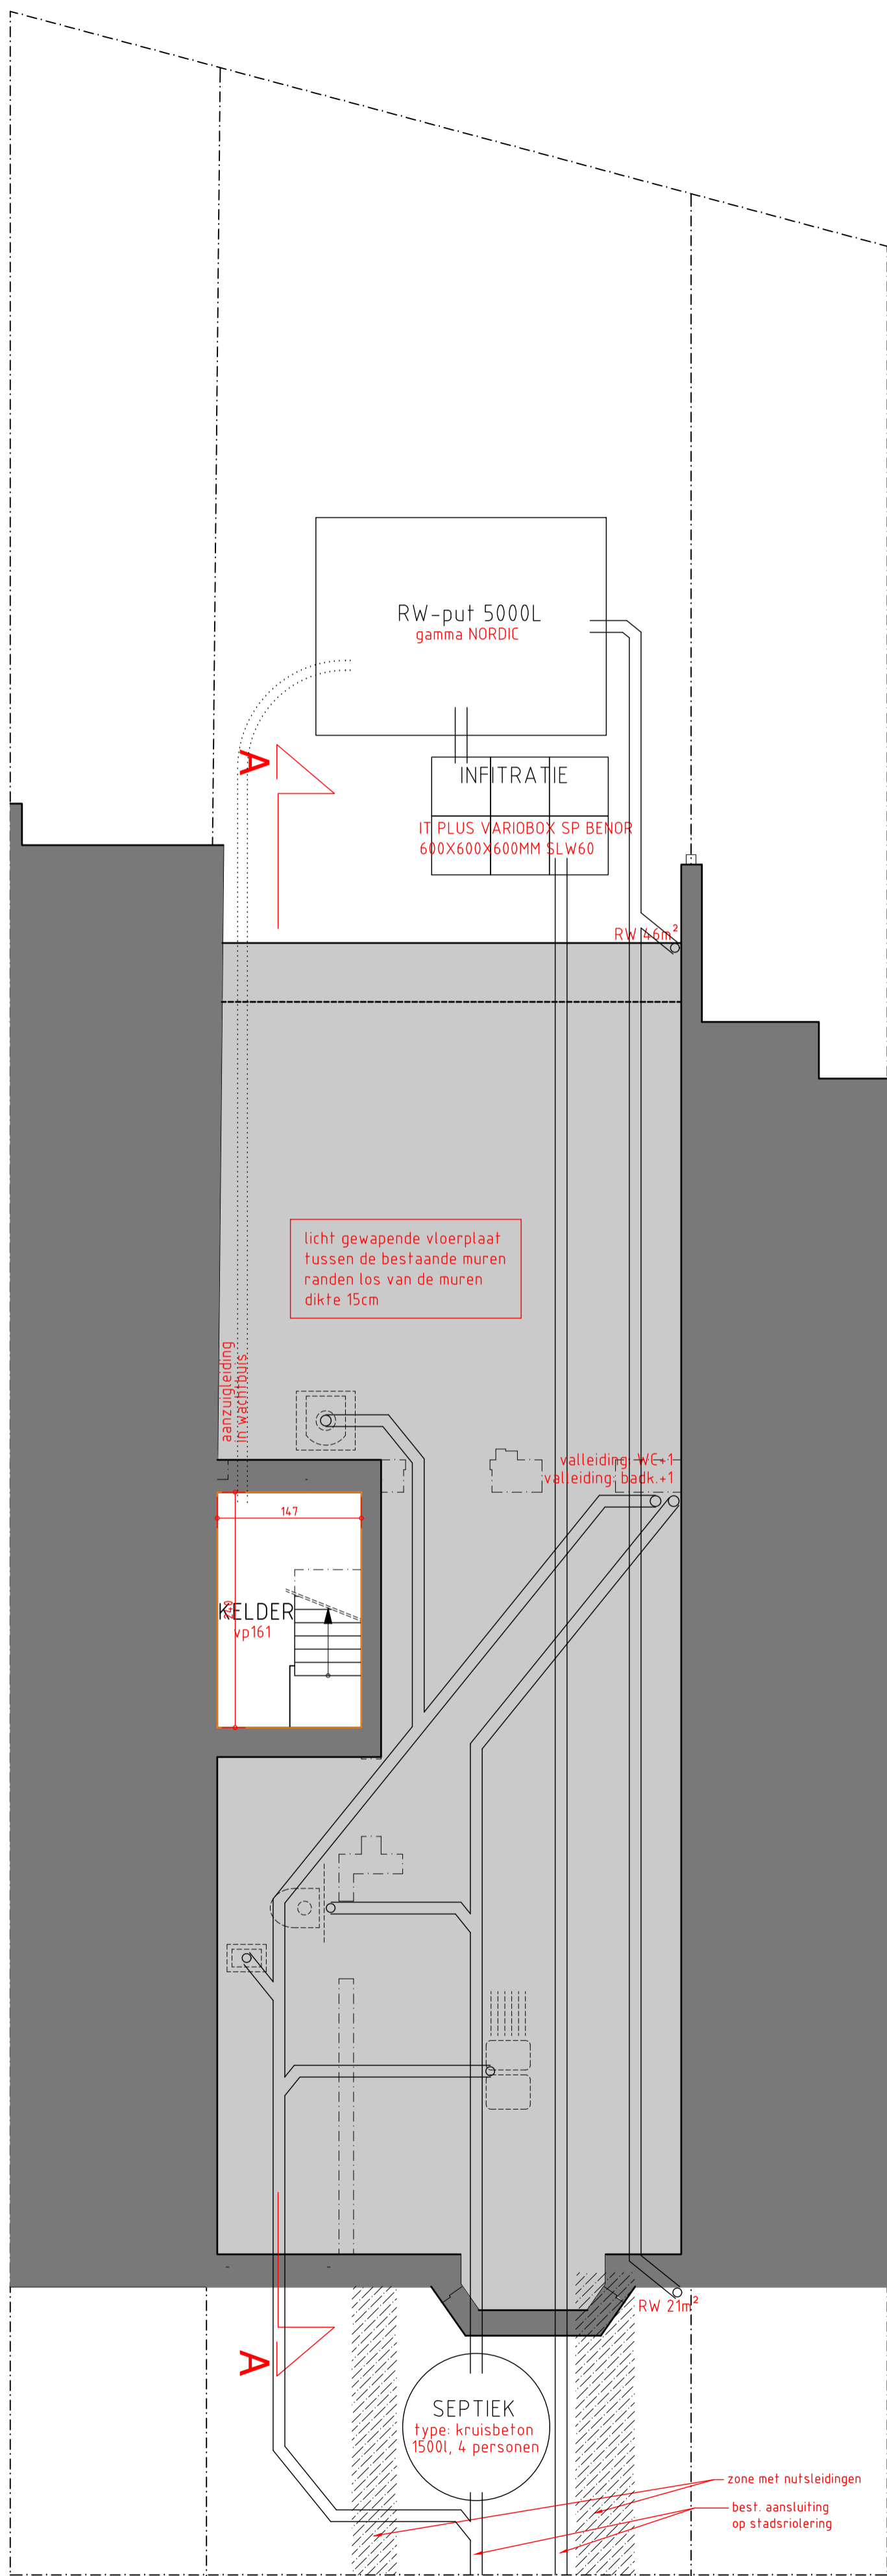 RW-put 5000L
gamma NORDIC
A
INFITRATIE
IT PLUS VARIOBOX SP BENOR
600X600X600MM SLW60
RW 46m²
licht gewapende vloerplaat
tussen de bestaande muren
randen los van de muren
dikte 15cm
aanzuigleiding
in wachtbuis
valleiding: WC+1
valleiding: badk.+1
147
240
KELDER
vp161
RW 21m²
A
SEPTIEK
type: kruisbeton
1500l, 4 personen
zone met nutsleidingen
best. aansluiting
op stadsriolering